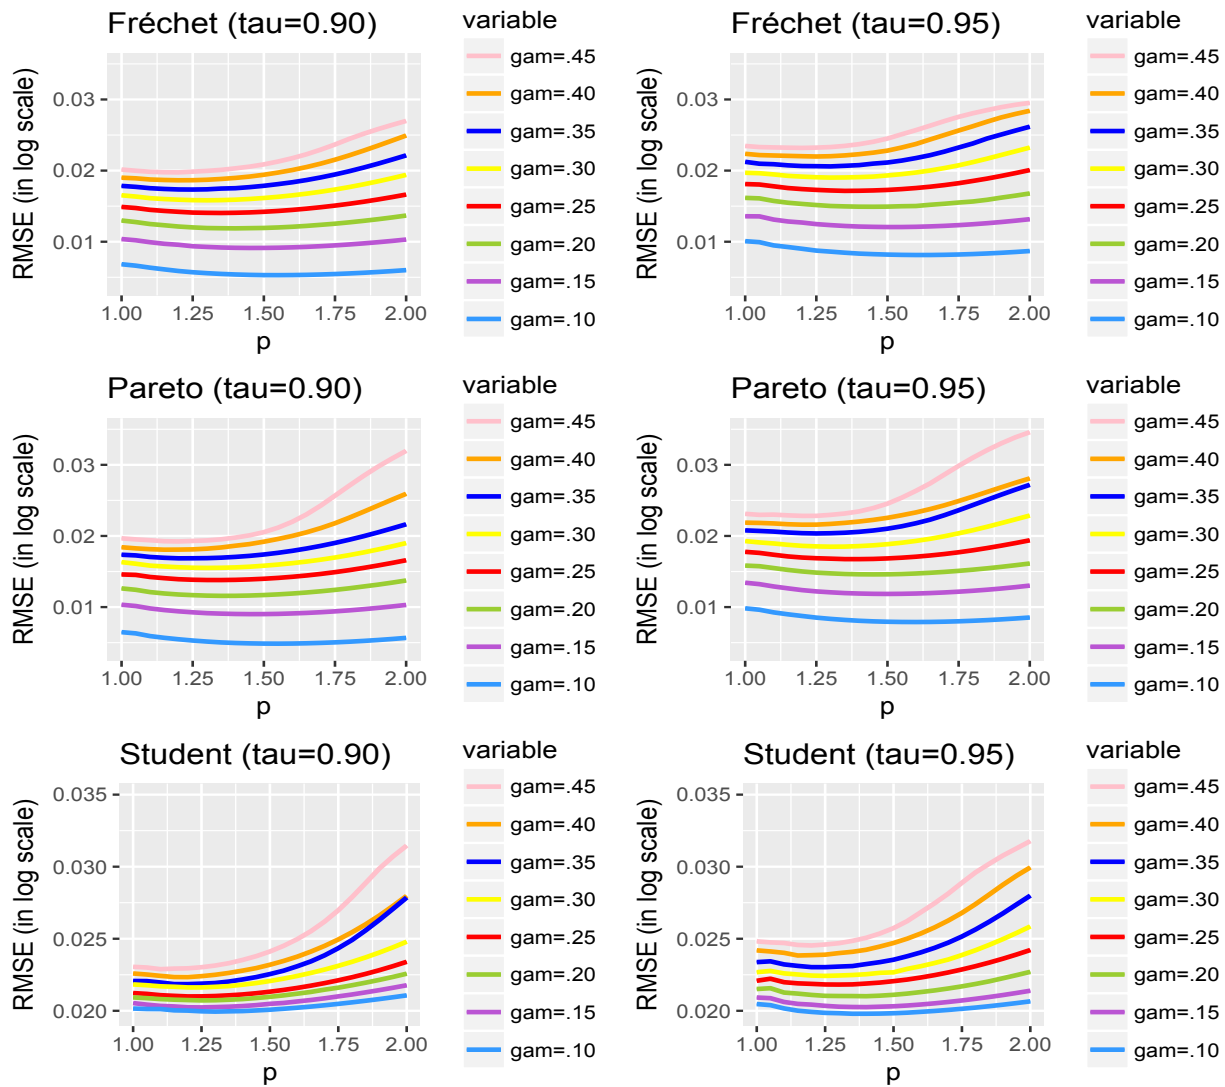 Fréchet (tau=0.90)
RMSE (in log scale)
0.03
0.02
0.01
1.00 1.25 1.50 1.75 2.00
p
variable
gam=.45
gam=.40
gam=.35
gam=.30
gam=.25
gam=.20
gam=.15
gam=.10
Fréchet (tau=0.95)
RMSE (in log scale)
0.03
0.02
0.01
1.00 1.25 1.50 1.75 2.00
p
variable
gam=.45
gam=.40
gam=.35
gam=.30
gam=.25
gam=.20
gam=.15
gam=.10
Pareto (tau=0.90)
RMSE (in log scale)
0.03
0.02
0.01
1.00 1.25 1.50 1.75 2.00
p
variable
gam=.45
gam=.40
gam=.35
gam=.30
gam=.25
gam=.20
gam=.15
gam=.10
Pareto (tau=0.95)
RMSE (in log scale)
0.03
0.02
0.01
1.00 1.25 1.50 1.75 2.00
p
variable
gam=.45
gam=.40
gam=.35
gam=.30
gam=.25
gam=.20
gam=.15
gam=.10
Student (tau=0.90)
RMSE (in log scale)
0.035
0.030
0.025
0.020
1.00 1.25 1.50 1.75 2.00
p
variable
gam=.45
gam=.40
gam=.35
gam=.30
gam=.25
gam=.20
gam=.15
gam=.10
Student (tau=0.95)
RMSE (in log scale)
0.035
0.030
0.025
0.020
1.00 1.25 1.50 1.75 2.00
p
variable
gam=.45
gam=.40
gam=.35
gam=.30
gam=.25
gam=.20
gam=.15
gam=.10